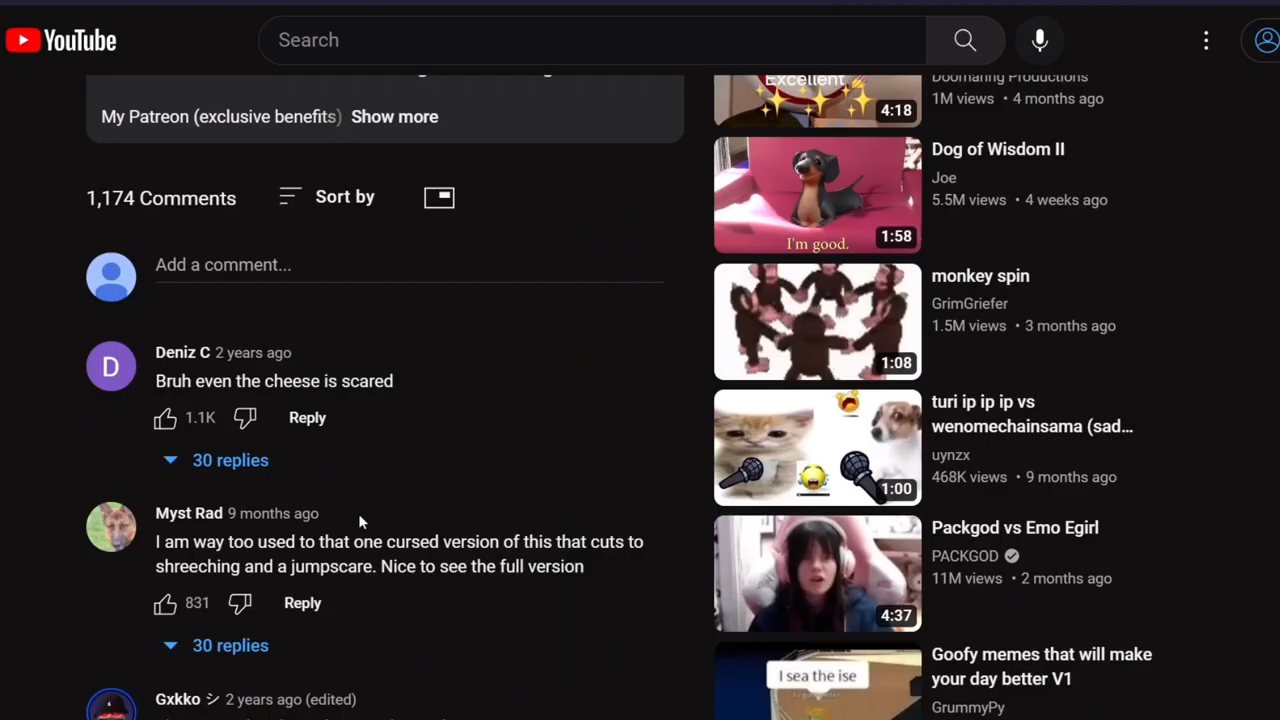 YouTube
Search
My Patreon (exclusive benefits) Show more
1,174 Comments
Sort by
Add a comment...
Deniz C 2 years ago
Bruh even the cheese is scared
1.1K
Reply
30 replies
Myst Rad 9 months ago
I am way too used to that one cursed version of this that cuts to
shreeching and a jumpscare. Nice to see the full version
831
Reply
30 replies
Gxkko シ 2 years ago (edited)
Excellent
4:18
Doomaring Productions
1M views • 4 months ago
I'm good.
1:58
Dog of Wisdom II
Joe
5.5M views • 4 weeks ago
1:08
monkey spin
GrimGriefer
1.5M views • 3 months ago
1:00
turi ip ip ip vs
wenomechainsama (sad...
uynzx
468K views • 9 months ago
4:37
Packgod vs Emo Egirl
PACKGOD
11M views • 2 months ago
I sea the ise
Goofy memes that will make
your day better V1
GrummyPy